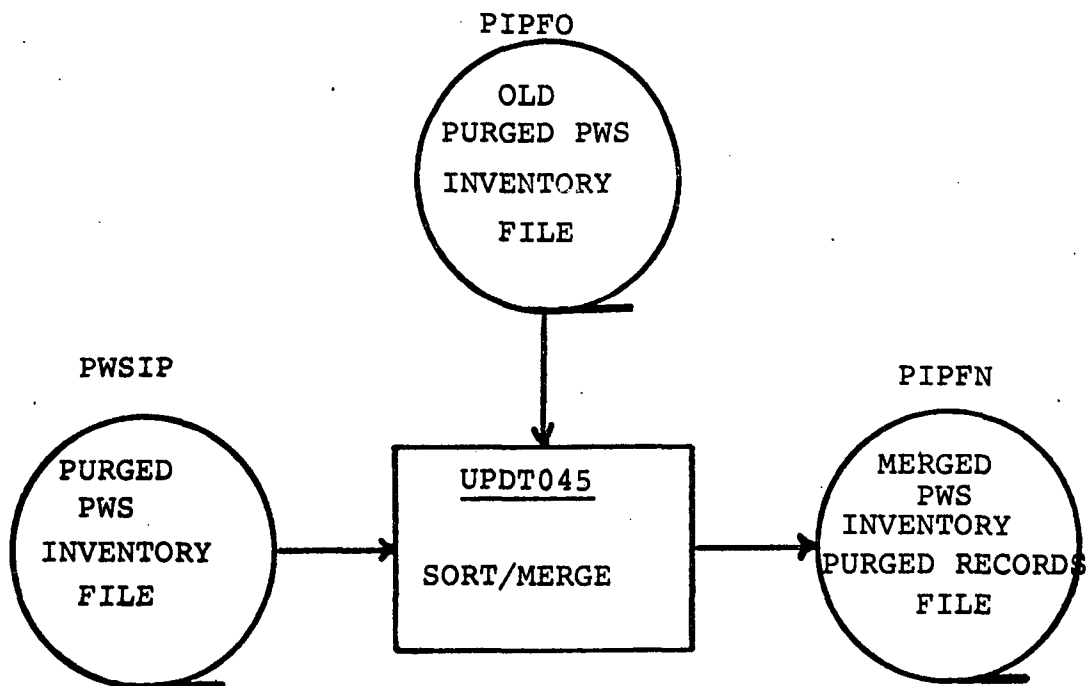 PIPFO
OLD
PURGED PWS
INVENTORY
FILE
PWSIP
PURGED
PWS
INVENTORY
FILE
UPDT045
SORT/MERGE
PIPFN
MERGED
PWS
INVENTORY
PURGED RECORDS
FILE